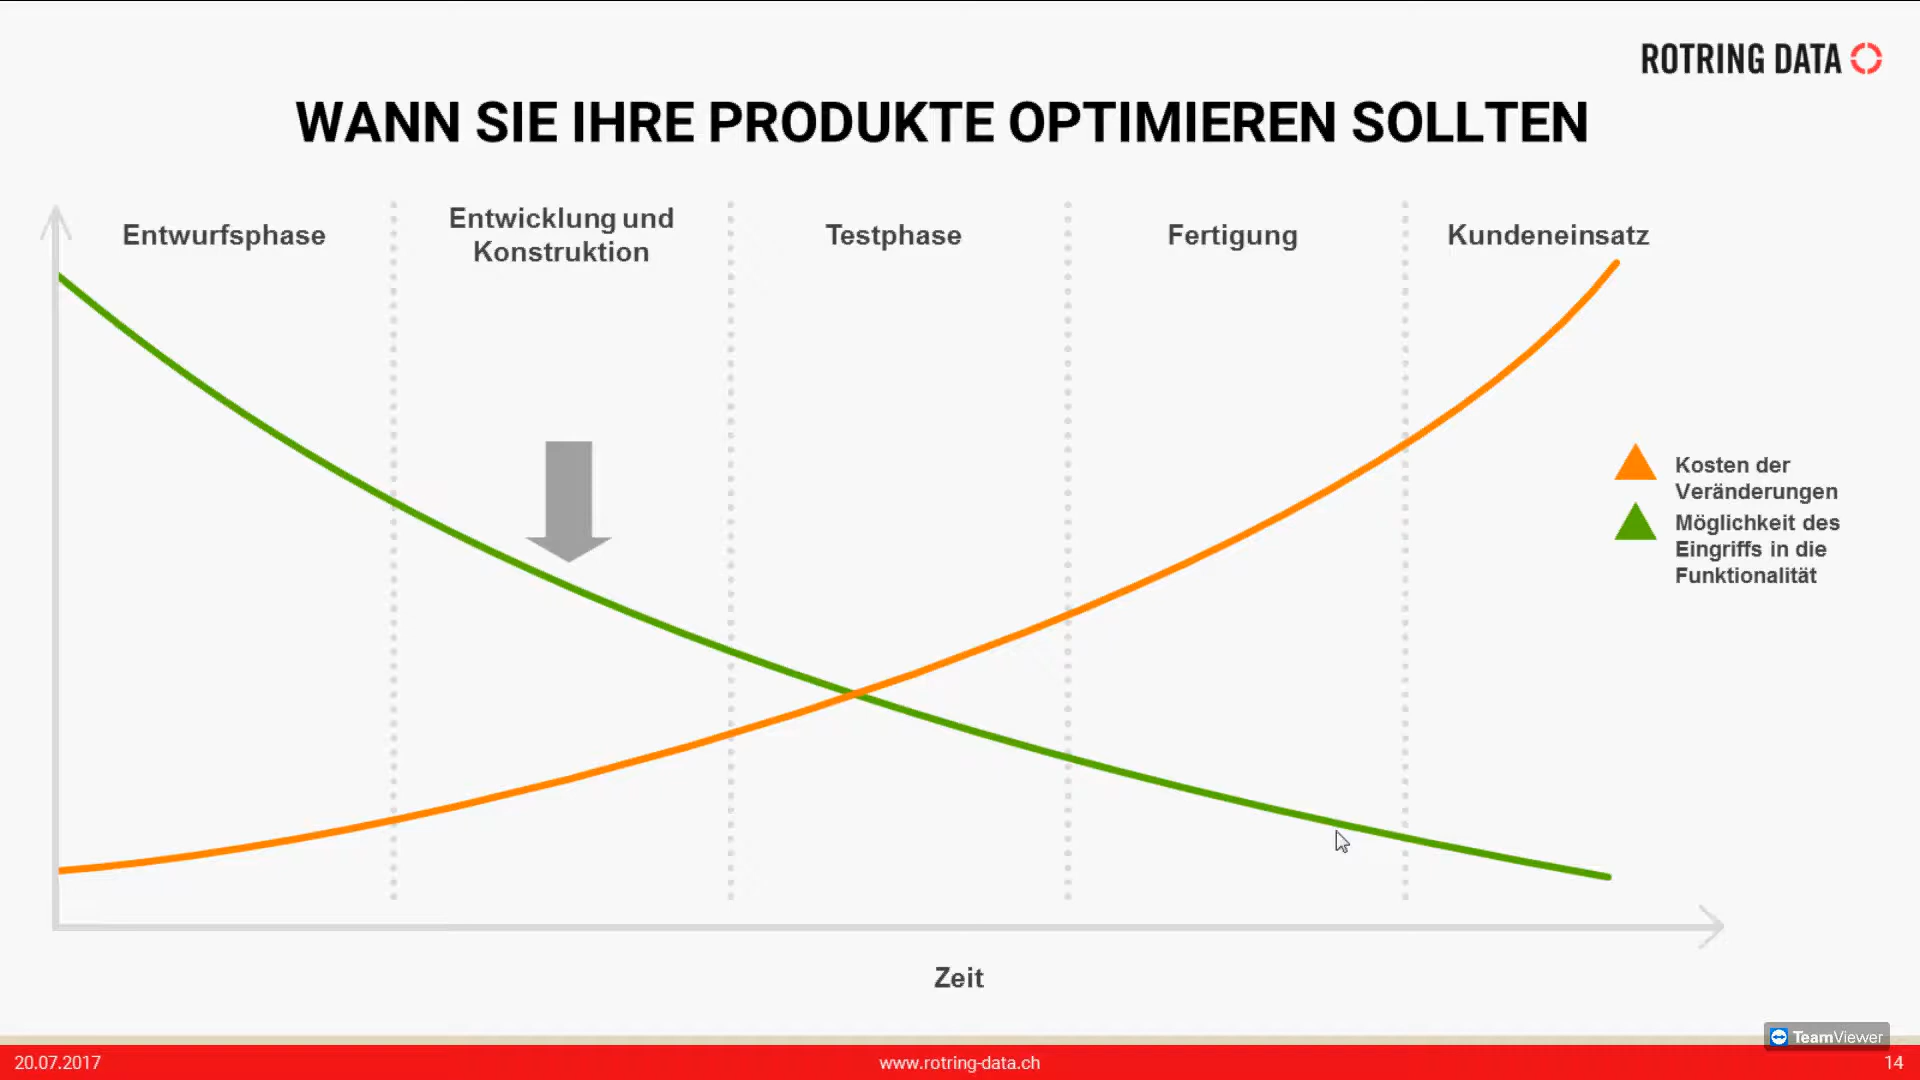 ROTRING DATA
WANN SIE IHRE PRODUKTE OPTIMIEREN SOLLTEN
Entwurfsphase
Entwicklung und
Konstruktion
Testphase
Fertigung
Kundeneinsatz
Kosten der
Veränderungen
Möglichkeit des
Eingriffs in die
Funktionalität
Zeit
TeamViewer
20.07.2017
www.rotring-data.ch
14